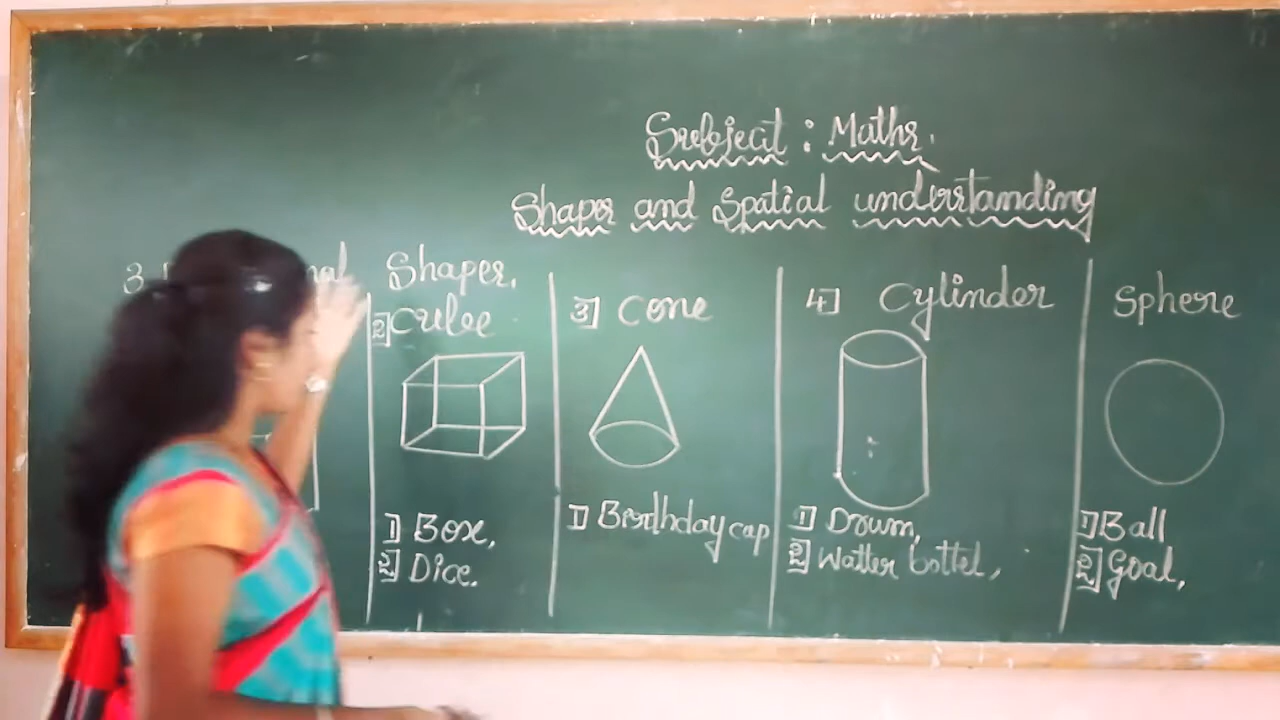 Subject : Maths.
Shapes and Spatial understanding
Shapes.
2] Cube
3] Cone
4] Cylinder
Sphere
1] Box,
2] Dice.
1] Birthday cap
1] Drum,
2] Watter bottel,
1] Ball
2] Goal,